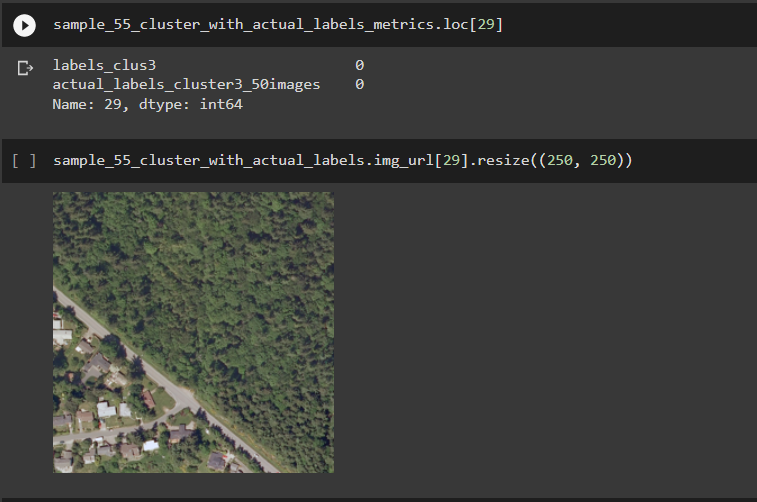 sample_55_cluster_with_actual_labels_metrics.loc[29]
labels_clus3 0
actual_labels_cluster3_50images 0
Name: 29, dtype: int64
[ ] sample_55_cluster_with_actual_labels.img_url[29].resize((250, 250))